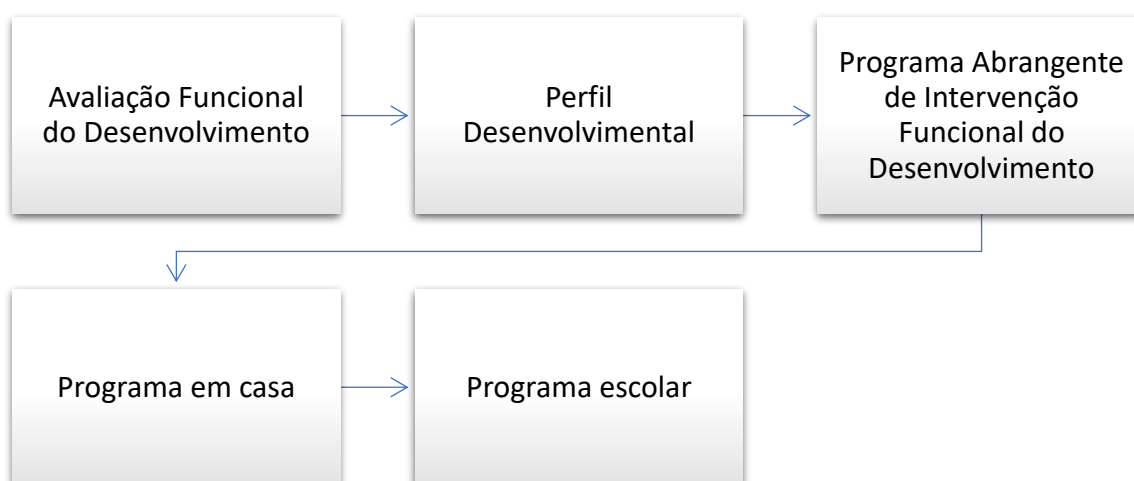 Avaliação Funcional
do Desenvolvimento
Perfil
Desenvolvimental
Programa Abrangente
de Intervenção
Funcional do
Desenvolvimento
Programa em casa
Programa escolar